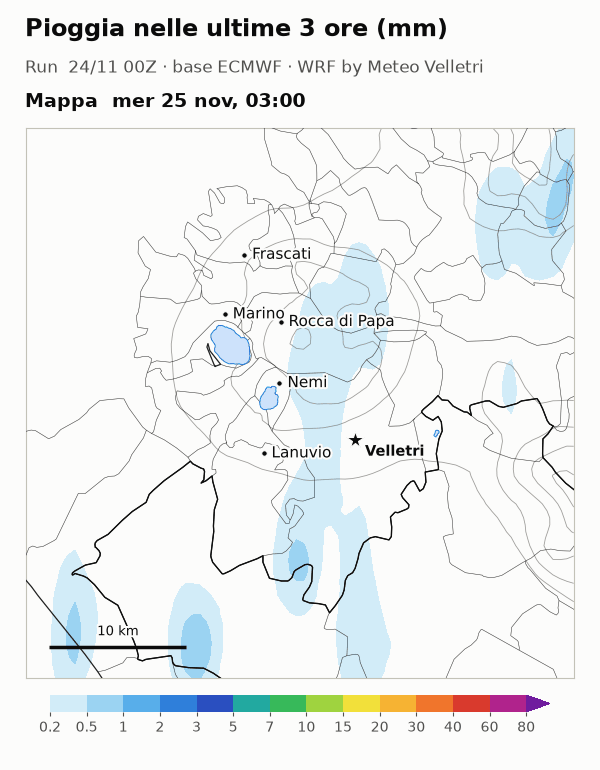 Pioggia nelle ultime 3 ore (mm)
Run 24/11 00Z · base ECMWF · WRF by Meteo Velletri
Mappa mer 25 nov, 03:00
Frascati
Marino
Rocca di Papa
Nemi
Velletri
Lanuvio
10 km
0.2 0.5 1 2 3 5 7 10 15 20 30 40 60 80